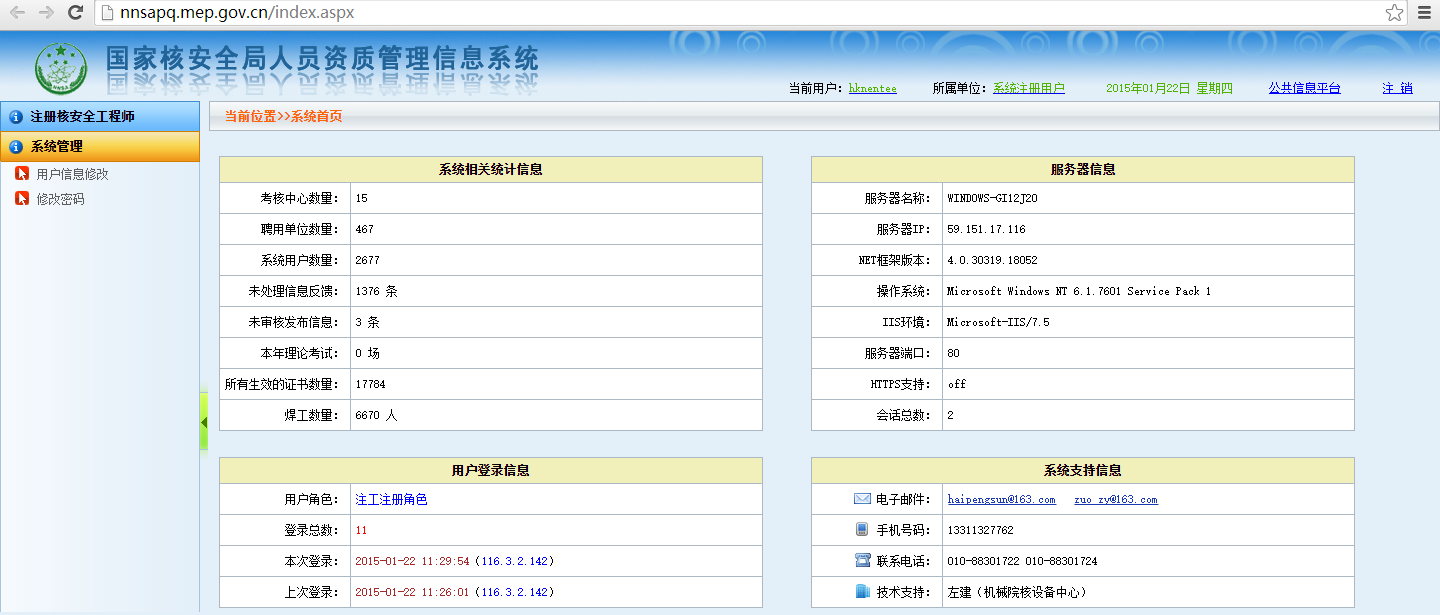 nnsapq.mep.gov.cn/index.aspx
国家核安全局人员资质管理信息系统
当前用户：hknentee 所属单位：系统注册用户 2015年01月22日 星期四 公共信息平台 注 销
注册核安全工程师
系统管理
用户信息修改
修改密码
当前位置>>系统首页
系统相关统计信息
考核中心数量： 15
聘用单位数量： 467
系统用户数量： 2677
未处理信息反馈： 1376 条
未审核发布信息： 3 条
本年理论考试： 0 场
所有生效的证书数量： 17784
焊工数量： 6670 人
服务器信息
服务器名称： WINDOWS-GI12J20
服务器IP： 59.151.17.116
NET框架版本： 4.0.30319.18052
操作系统： Microsoft Windows NT 6.1.7601 Service Pack 1
IIS环境： Microsoft-IIS/7.5
服务器端口： 80
HTTPS支持： off
会话总数： 2
用户登录信息
用户角色： 注工注册角色
登录总数： 11
本次登录： 2015-01-22 11:29:54（116.3.2.142）
上次登录： 2015-01-22 11:26:01（116.3.2.142）
系统支持信息
电子邮件： haipengsun@163.com zuo_zy@163.com
手机号码： 13311327762
联系电话： 010-88301722 010-88301724
技术支持： 左建（机械院核设备中心）